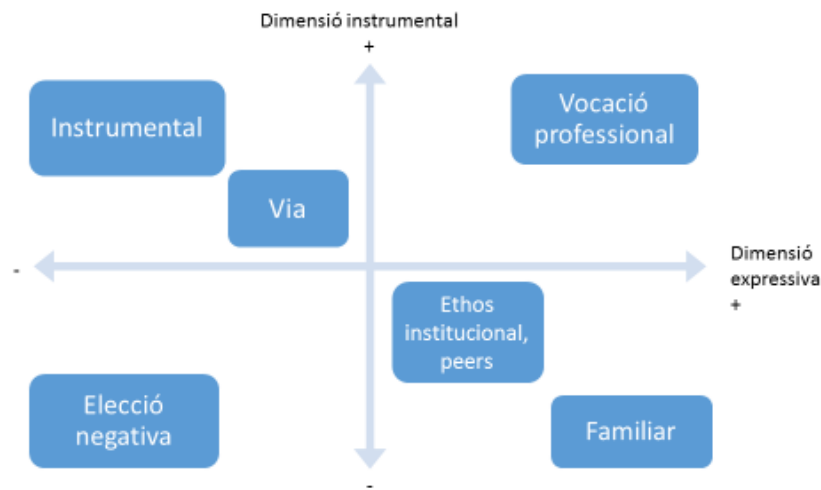 Dimensió instrumental
+
Instrumental
Vocació
professional
Via
-
Dimensió
expressiva
+
Ethos
institucional,
peers
Elecció
negativa
Familiar
-